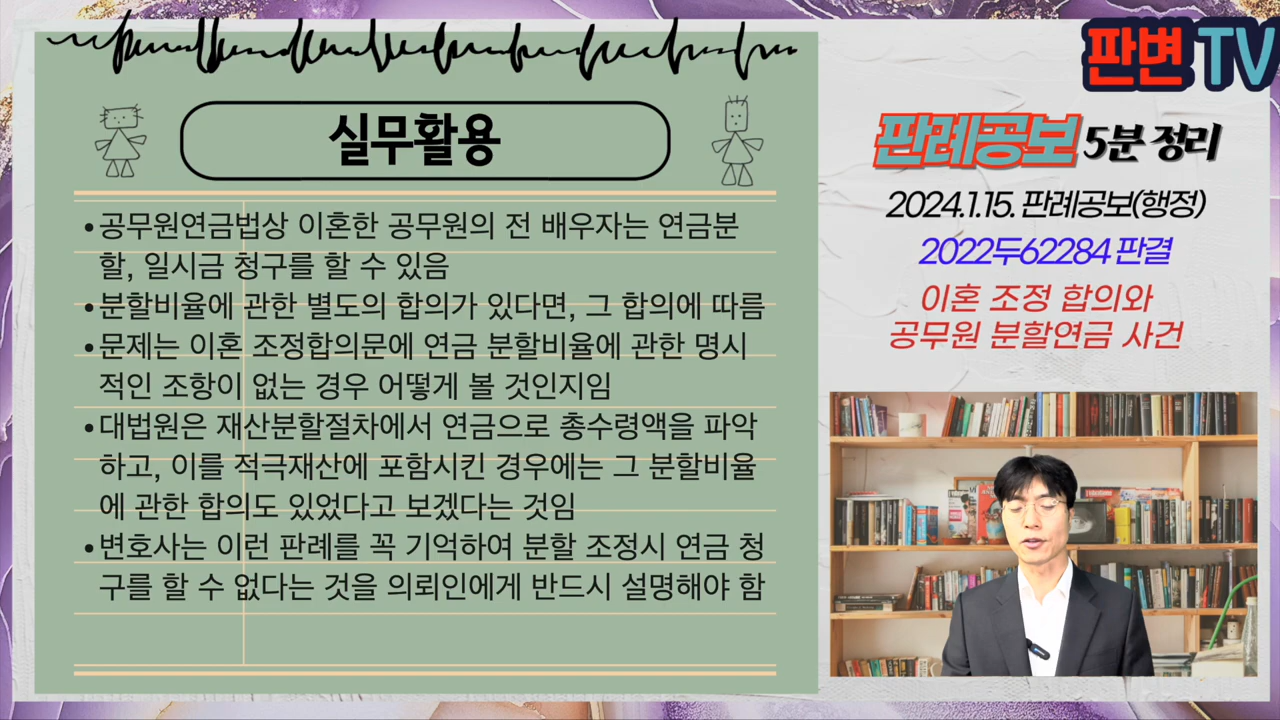 실무활용
•공무원연금법상 이혼한 공무원의 전 배우자는 연금분
할, 일시금 청구를 할 수 있음
•분할비율에 관한 별도의 합의가 있다면, 그 합의에 따름
•문제는 이혼 조정합의문에 연금 분할비율에 관한 명시
적인 조항이 없는 경우 어떻게 볼 것인지임
•대법원은 재산분할절차에서 연금으로 총수령액을 파악
하고, 이를 적극재산에 포함시킨 경우에는 그 분할비율
에 관한 합의도 있었다고 보겠다는 것임
•변호사는 이런 판례를 꼭 기억하여 분할 조정시 연금 청
구를 할 수 없다는 것을 의뢰인에게 반드시 설명해야 함
판변 TV
판례공보 5분 정리
2024.1.15. 판례공보(행정)
2022두62284 판결
이혼 조정 합의와
공무원 분할연금 사건